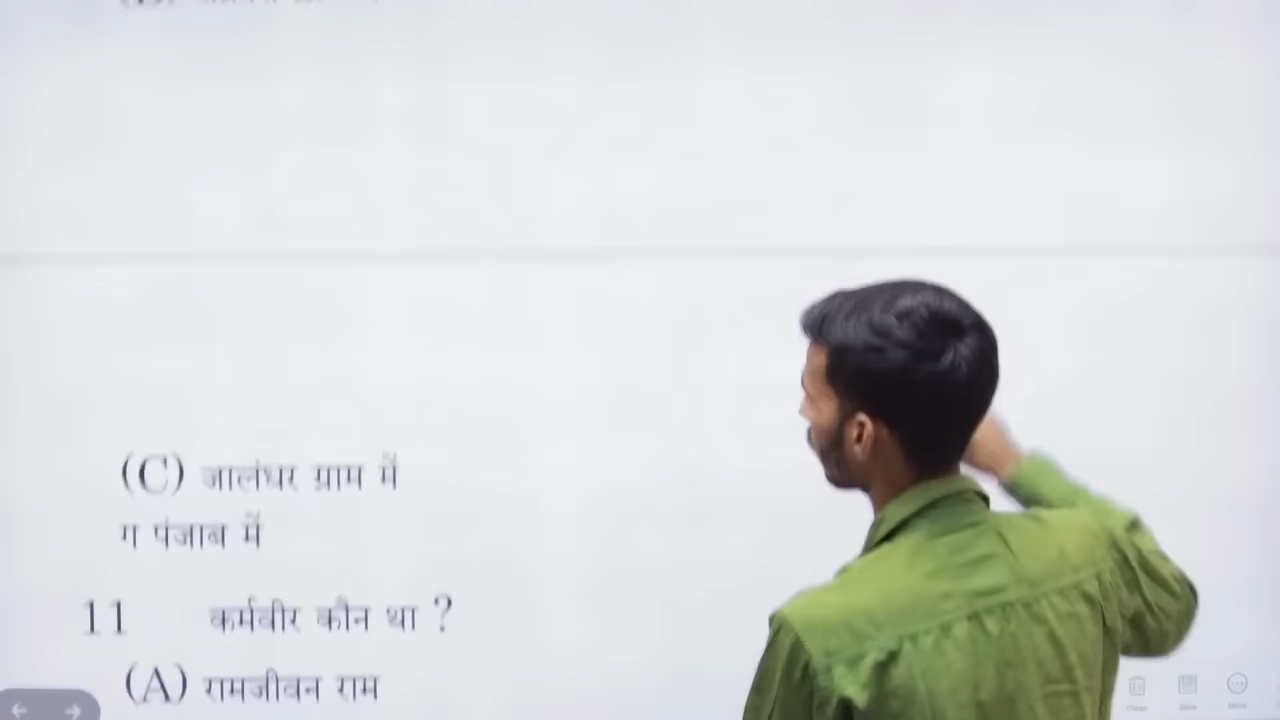 (C) जालंधर ग्राम में
ग पंजाब में
11 कर्मवीर कौन था ?
(A) रामजीवन राम